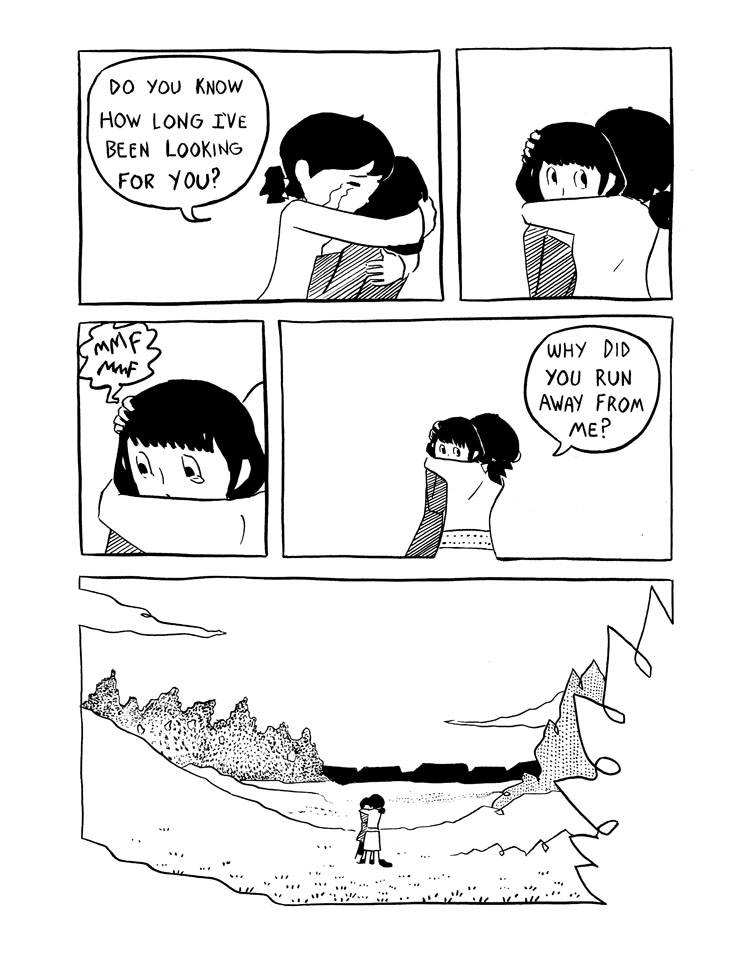 DO YOU KNOW
HOW LONG I'VE
BEEN LOOKING
FOR YOU?
MMF
MMF
WHY DID
YOU RUN
AWAY FROM
ME?